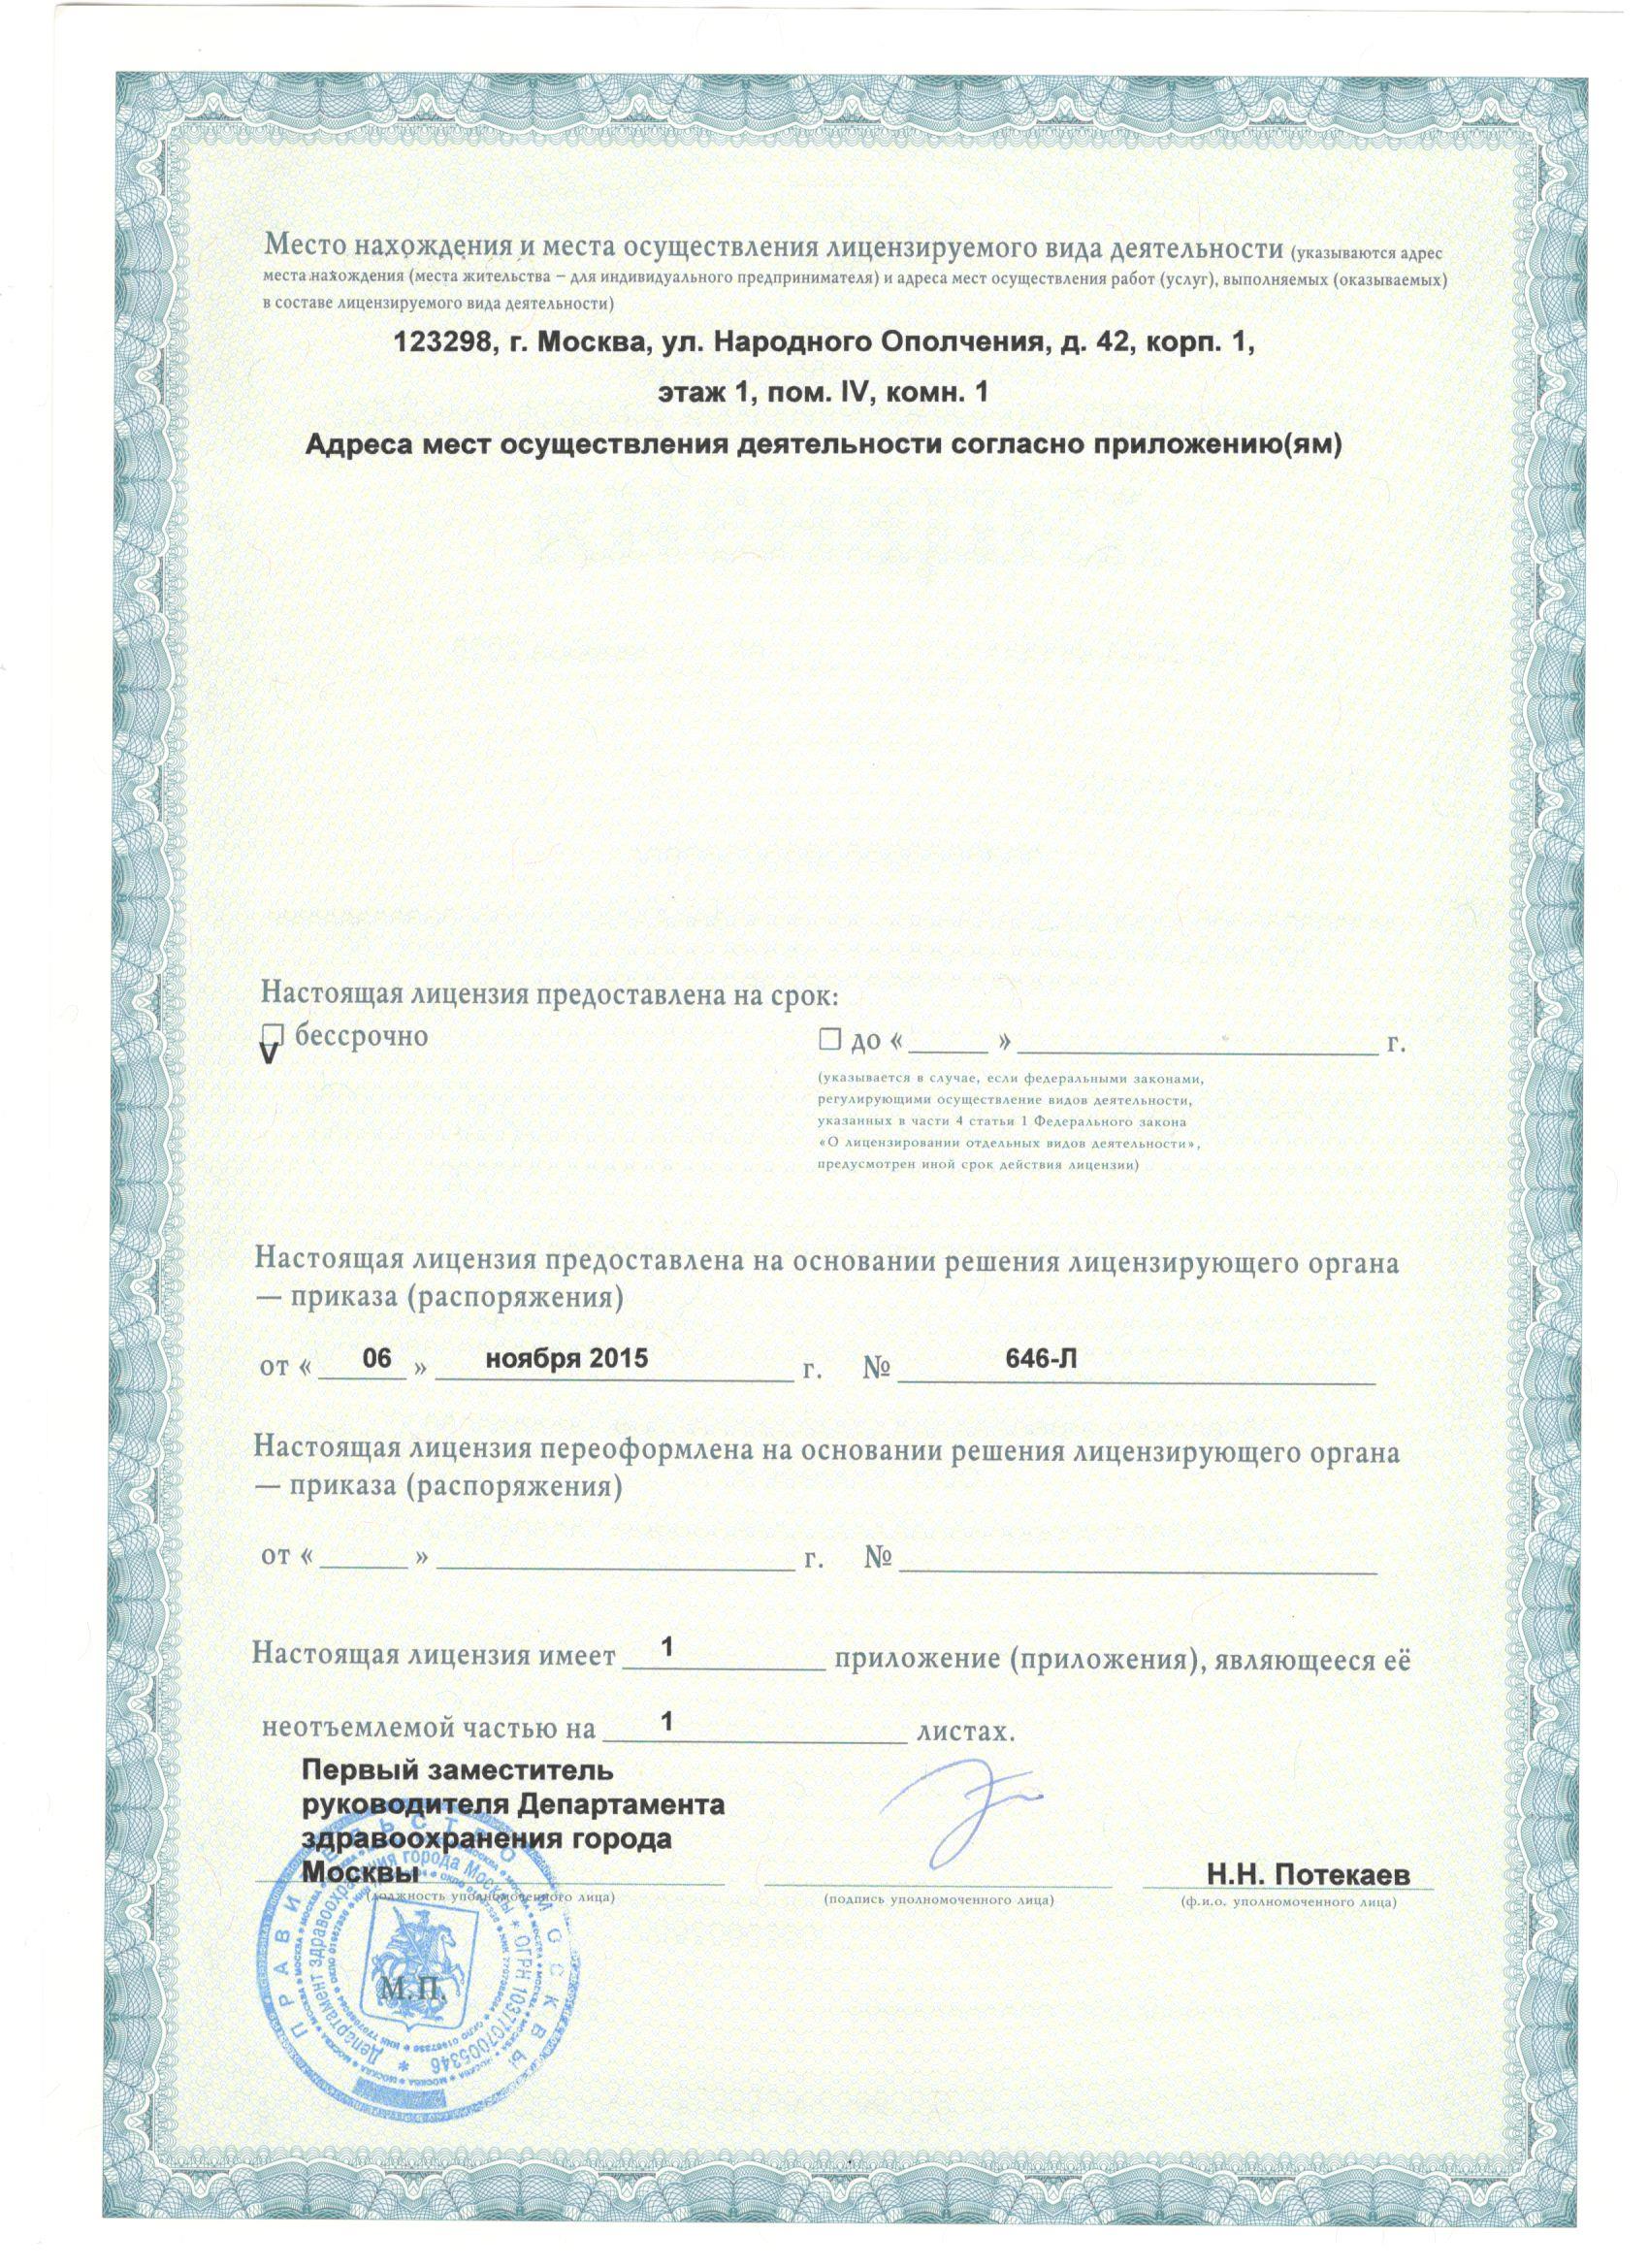 Место нахождения и места осуществления лицензируемого вида деятельности (указываются адрес
места нахождения (места жительства – для индивидуального предпринимателя) и адреса мест осуществления работ (услуг), выполняемых (оказываемых)
в составе лицензируемого вида деятельности)
123298, г. Москва, ул. Народного Ополчения, д. 42, корп. 1,
этаж 1, пом. IV, комн. 1
Адреса мест осуществления деятельности согласно приложению(ям)
Настоящая лицензия предоставлена на срок:
V бессрочно до « _____ » _____ г.
(указывается в случае, если федеральными законами,
регулирующими осуществление видов деятельности,
указанных в части 4 статьи 1 Федерального закона
«О лицензировании отдельных видов деятельности»,
предусмотрен иной срок действия лицензии)
Настоящая лицензия предоставлена на основании решения лицензирующего органа
— приказа (распоряжения)
от « 06 » ноября 2015 г. № 646-Л
Настоящая лицензия переоформлена на основании решения лицензирующего органа
— приказа (распоряжения)
от « _____ » _____ г. № _____
Настоящая лицензия имеет 1 приложение (приложения), являющееся её
неотъемлемой частью на 1 листах.
Первый заместитель
руководителя Департамента
здравоохранения города
Москвы
Н.Н. Потекаев
(должность уполномоченного лица) (подпись уполномоченного лица) (ф.и.о. уполномоченного лица)
М.П.
Департамент здравоохранения города Москвы * ОГРН 1037707005346 *